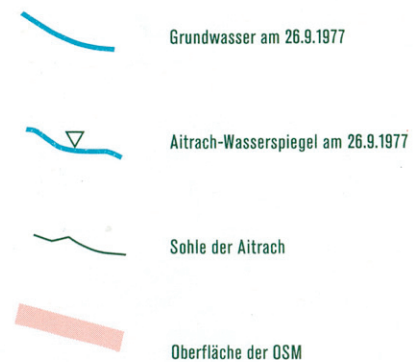 Grundwasser am 26.9.1977
Aitrach-Wasserspiegel am 26.9.1977
Sohle der Aitrach
Oberfläche der OSM